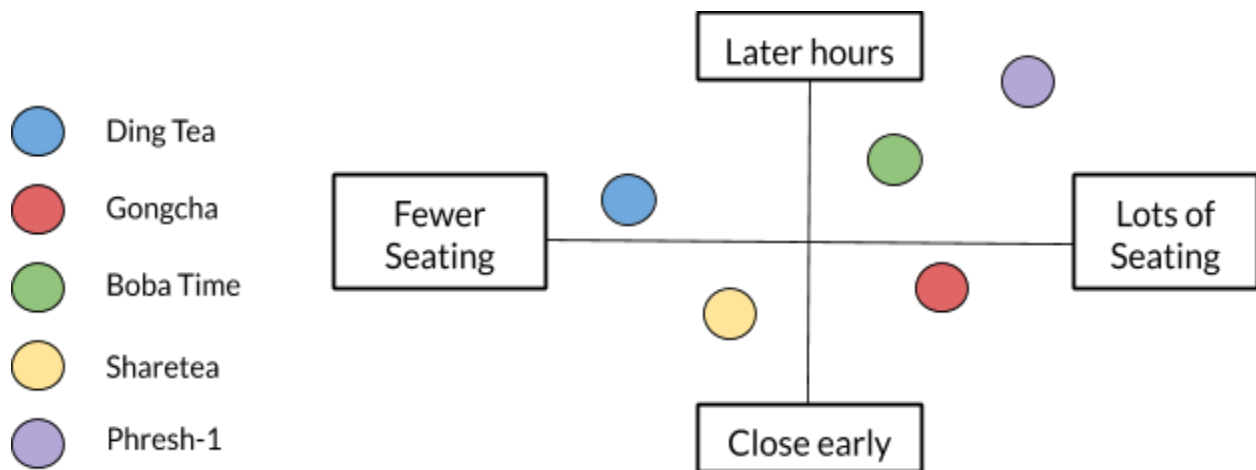 Later hours
Ding Tea
Gongcha
Boba Time
Sharetea
Phresh-1
Fewer
Seating
Lots of
Seating
Close early